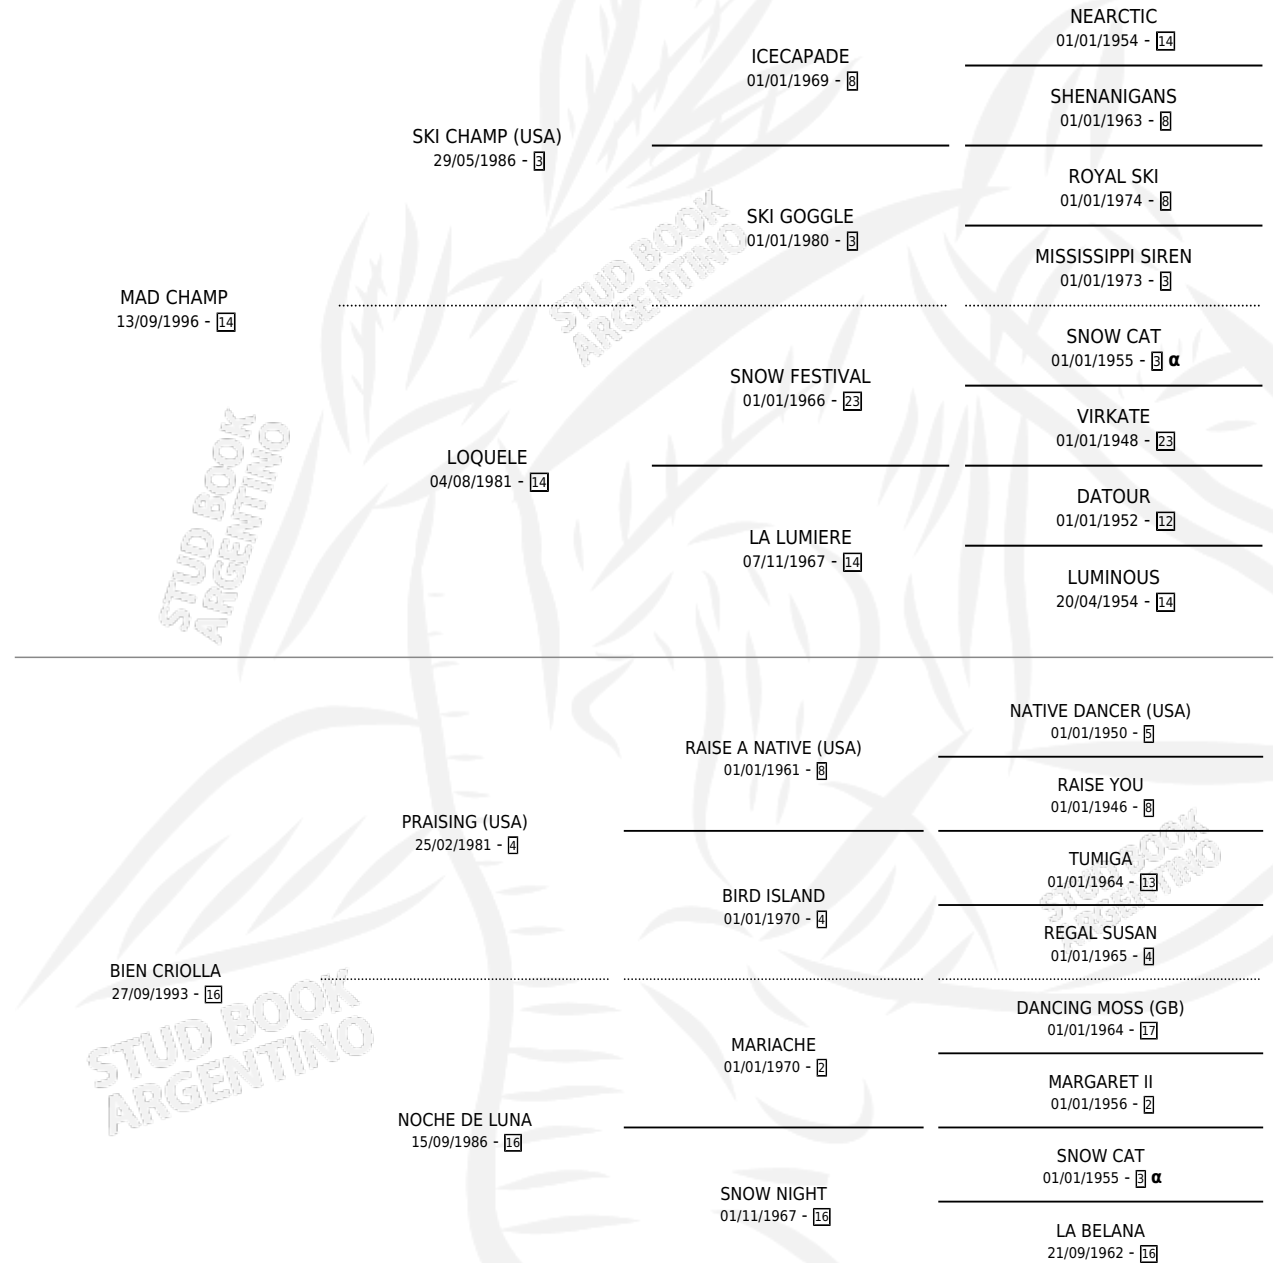 NEARCTIC
01/01/1954 - 14
ICECAPADE
01/01/1969 - 8
SHENANIGANS
01/01/1963 - 8
SKI CHAMP (USA)
29/05/1986 - 3
ROYAL SKI
01/01/1974 - 8
SKI GOGGLE
01/01/1980 - 3
MISSISSIPPI SIREN
01/01/1973 - 3
MAD CHAMP
13/09/1996 - 14
SNOW CAT
01/01/1955 - 3 α
SNOW FESTIVAL
01/01/1966 - 23
VIRKATE
01/01/1948 - 23
LOQUELE
04/08/1981 - 14
DATOUR
01/01/1952 - 12
LA LUMIERE
07/11/1967 - 14
LUMINOUS
20/04/1954 - 14
STUD BOOK
ARGENTINO
STUD BOOK
ARGENTINO
NATIVE DANCER (USA)
01/01/1950 - 5
RAISE A NATIVE (USA)
01/01/1961 - 8
RAISE YOU
01/01/1946 - 8
PRAISING (USA)
25/02/1981 - 4
TUMIGA
01/01/1964 - 13
BIRD ISLAND
01/01/1970 - 4
REGAL SUSAN
01/01/1965 - 4
BIEN CRIOLLA
27/09/1993 - 16
DANCING MOSS (GB)
01/01/1964 - 17
MARIACHE
01/01/1970 - 2
MARGARET II
01/01/1956 - 2
NOCHE DE LUNA
15/09/1986 - 16
SNOW CAT
01/01/1955 - 3 α
SNOW NIGHT
01/11/1967 - 16
LA BELANA
21/09/1962 - 16
STUD BOOK
ARGENTINO
STUD BOOK
ARGENTINO